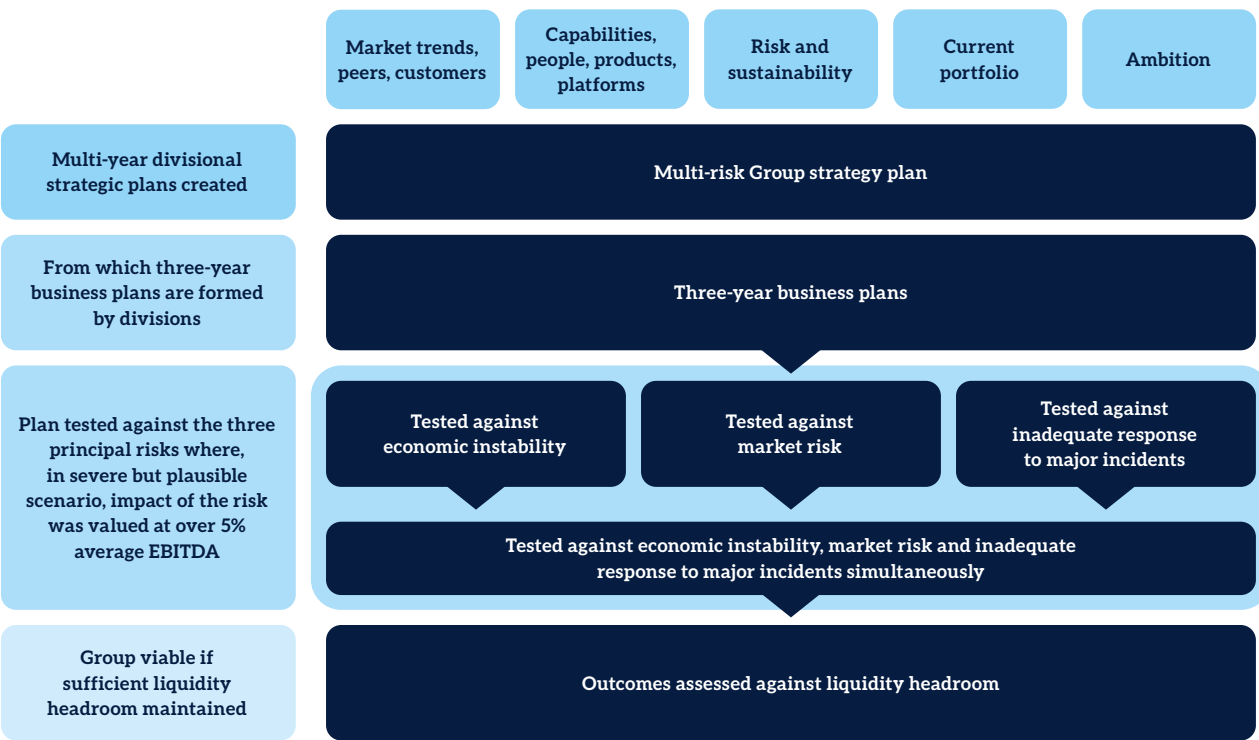 Market trends,
peers, customers
Capabilities,
people, products,
platforms
Risk and
sustainability
Current
portfolio
Ambition
Multi-year divisional
strategic plans created
Multi-risk Group strategy plan
From which three-year
business plans are formed
by divisions
Three-year business plans
Plan tested against the three
principal risks where,
in severe but plausible
scenario, impact of the risk
was valued at over 5%
average EBITDA
Tested against
economic instability
Tested against
market risk
Tested against
inadequate response
to major incidents
Tested against economic instability, market risk and inadequate
response to major incidents simultaneously
Group viable if
sufficient liquidity
headroom maintained
Outcomes assessed against liquidity headroom